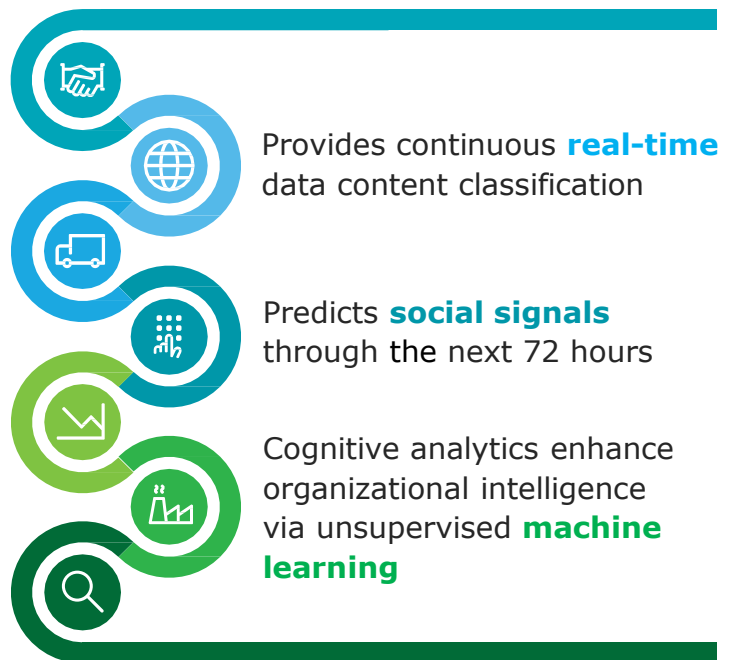 Provides continuous real-time
data content classification
Predicts social signals
through the next 72 hours
Cognitive analytics enhance
organizational intelligence
via unsupervised machine
learning